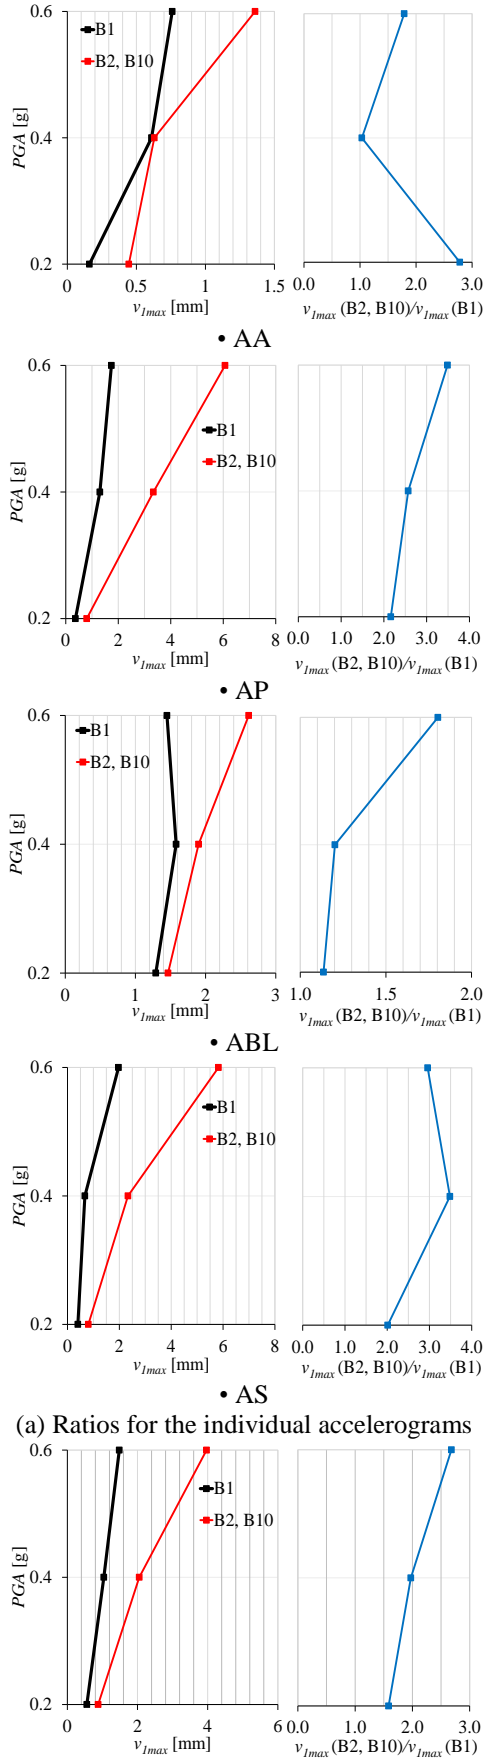 0.6
0.4
0.2
PGA [g]
B1
B2, B10
0 0.5 1 1.5
v1max [mm]
0.0 1.0 2.0 3.0
v1max (B2, B10)/v1max (B1)
• AA
0.6
0.4
0.2
PGA [g]
B1
B2, B10
0 2 4 6 8
v1max [mm]
0.0 1.0 2.0 3.0 4.0
v1max (B2, B10)/v1max (B1)
• AP
0.6
0.4
0.2
PGA [g]
B1
B2, B10
0 1 2 3
v1max [mm]
1.0 1.5 2.0
v1max (B2, B10)/v1max (B1)
• ABL
0.6
0.4
0.2
PGA [g]
B1
B2, B10
0 2 4 6 8
v1max [mm]
0.0 1.0 2.0 3.0 4.0
v1max (B2, B10)/v1max (B1)
• AS
(a) Ratios for the individual accelerograms
0.6
0.4
0.2
PGA [g]
B1
B2, B10
0 2 4 6
v1max [mm]
0.0 1.0 2.0 3.0
v1max (B2, B10)/v1max (B1)